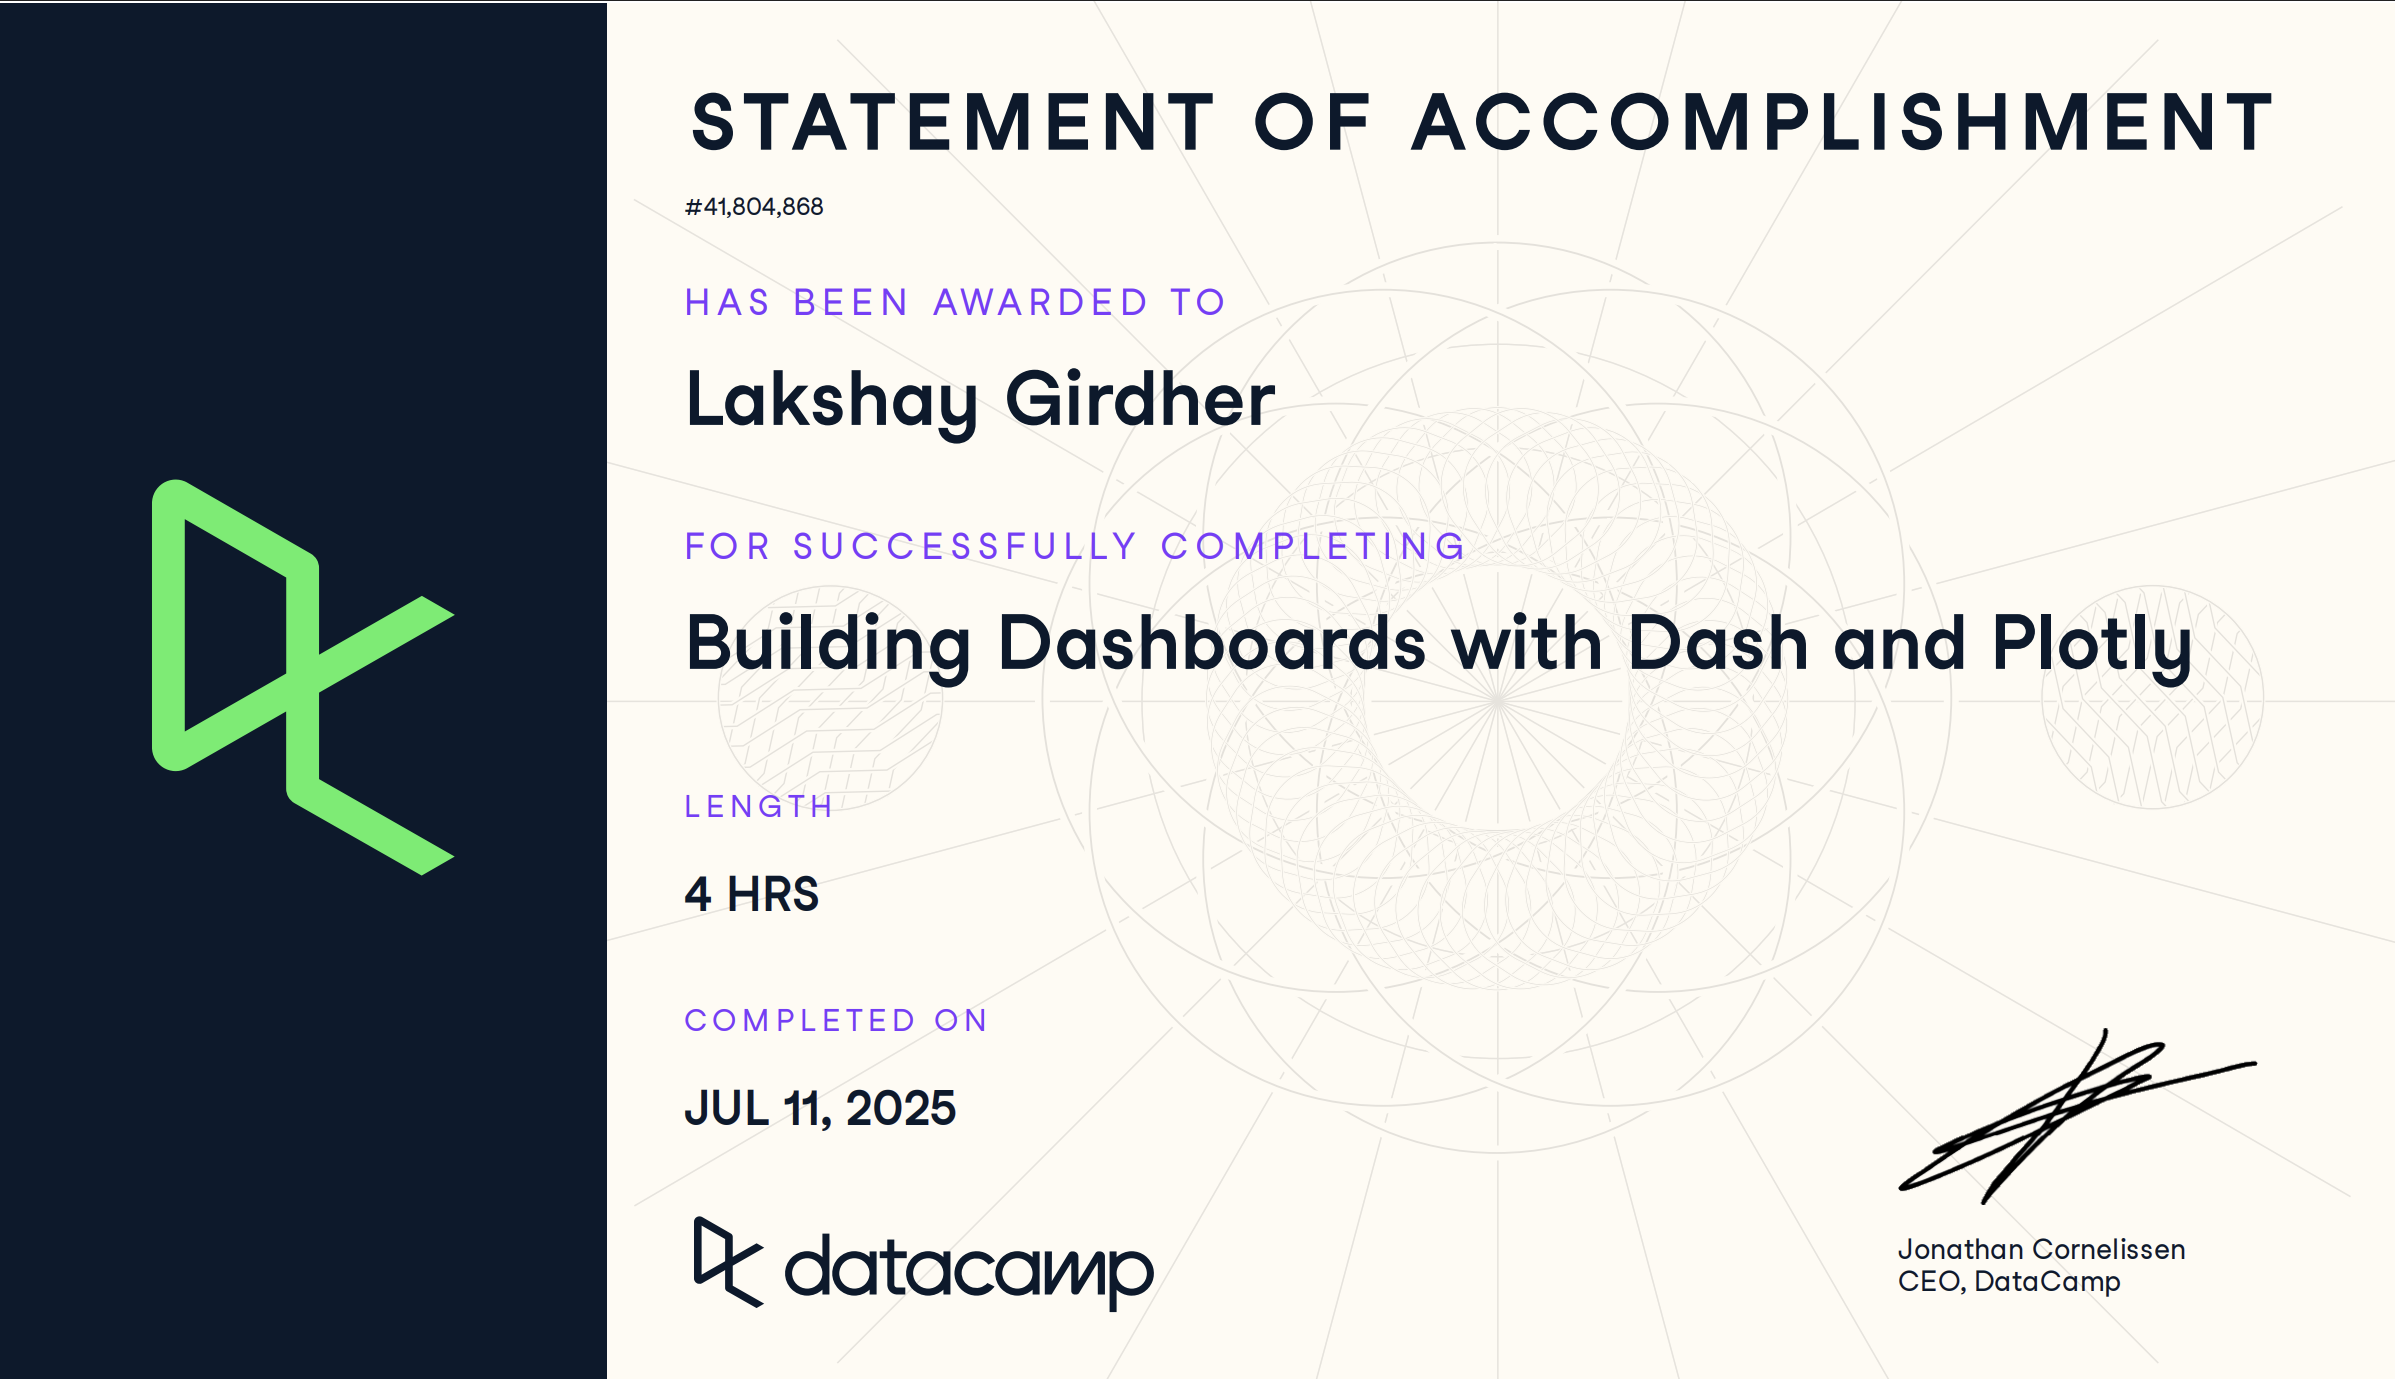 STATEMENT OF ACCOMPLISHMENT
#41,804,868
HAS BEEN AWARDED TO
Lakshay Girdher
FOR SUCCESSFULLY COMPLETING
Building Dashboards with Dash and Plotly
LENGTH
4 HRS
COMPLETED ON
JUL 11, 2025
datacamp
Jonathan Cornelissen
CEO, DataCamp